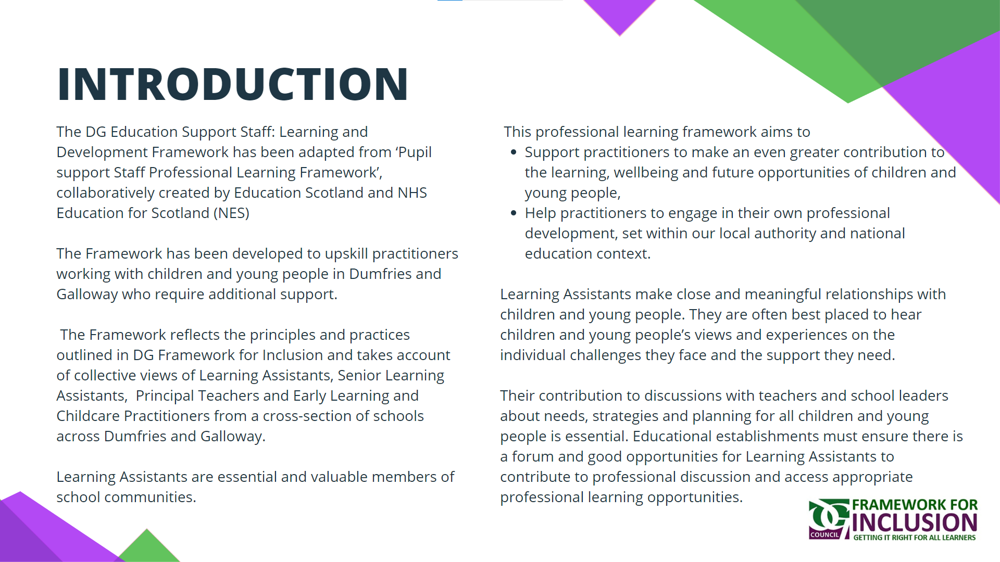 INTRODUCTION
The DG Education Support Staff: Learning and
Development Framework has been adapted from ‘Pupil
support Staff Professional Learning Framework’,
collaboratively created by Education Scotland and NHS
Education for Scotland (NES)
The Framework has been developed to upskill practitioners
working with children and young people in Dumfries and
Galloway who require additional support.
The Framework reflects the principles and practices
outlined in DG Framework for Inclusion and takes account
of collective views of Learning Assistants, Senior Learning
Assistants,  Principal Teachers and Early Learning and
Childcare Practitioners from a cross-section of schools
across Dumfries and Galloway.
Learning Assistants are essential and valuable members of
school communities.
This professional learning framework aims to
• Support practitioners to make an even greater contribution to
the learning, wellbeing and future opportunities of children and
young people,
• Help practitioners to engage in their own professional
development, set within our local authority and national
education context.
Learning Assistants make close and meaningful relationships with
children and young people. They are often best placed to hear
children and young people’s views and experiences on the
individual challenges they face and the support they need.
Their contribution to discussions with teachers and school leaders
about needs, strategies and planning for all children and young
people is essential. Educational establishments must ensure there is
a forum and good opportunities for Learning Assistants to
contribute to professional discussion and access appropriate
professional learning opportunities.
DG
COUNCIL
FRAMEWORK FOR
INCLUSION
GETTING IT RIGHT FOR ALL LEARNERS